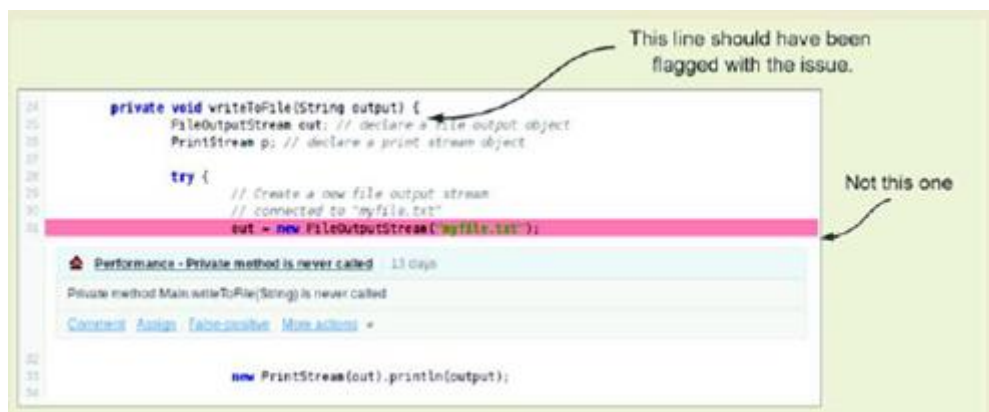 This line should have been
flagged with the issue.
24 private void writeToFile(String output) {
25 FileOutputStream out; // declare a file output object
26 PrintStream p; // declare a print stream object
27
28 try {
29 // Create a new file output stream
30 // connected to "myfile.txt"
31 out = new FileOutputStream("myfile.txt");
Not this one
Performance - Private method is never called 13 days
Private method Main.writeToFile(String) is never called
Comment Assign False-positive More actions
32
33 new PrintStream(out).println(output);
34